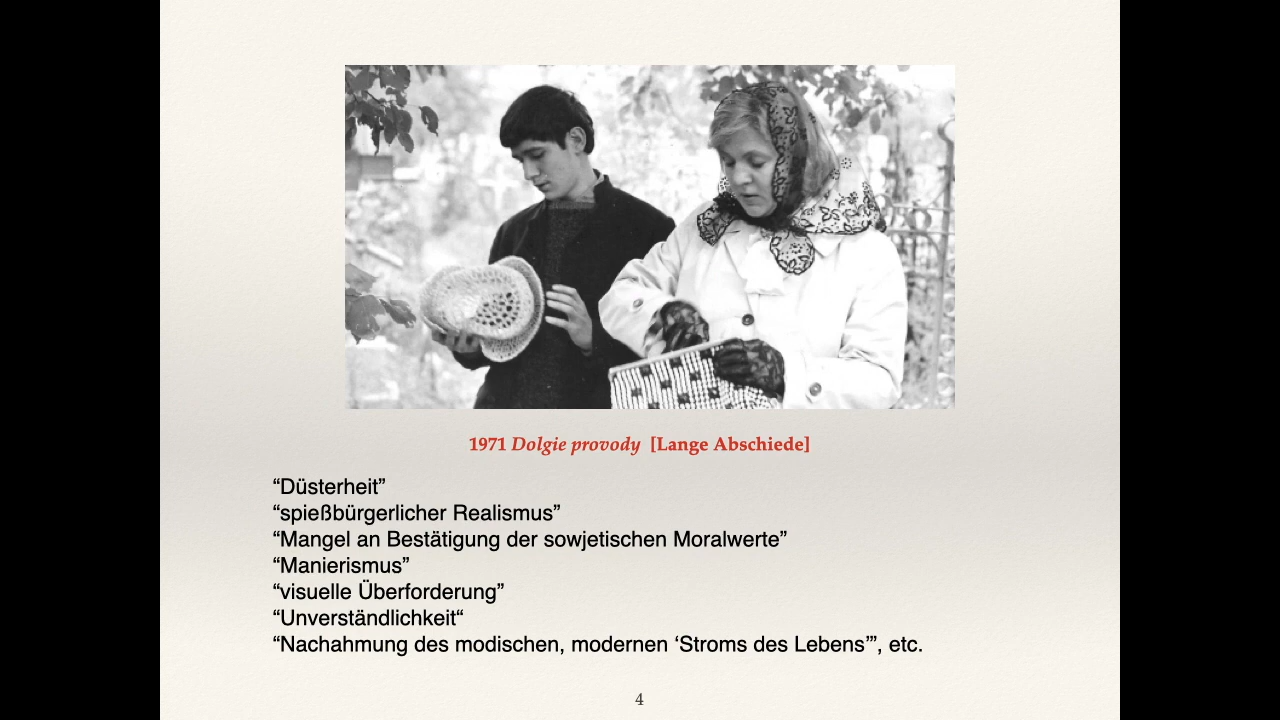 1971 Dolgie provody [Lange Abschiede]
“Düsterheit”
“spießbürgerlicher Realismus”
“Mangel an Bestätigung der sowjetischen Moralwerte”
“Manierismus”
“visuelle Überforderung”
“Unverständlichkeit“
“Nachahmung des modischen, modernen ‘Stroms des Lebens’”, etc.
4